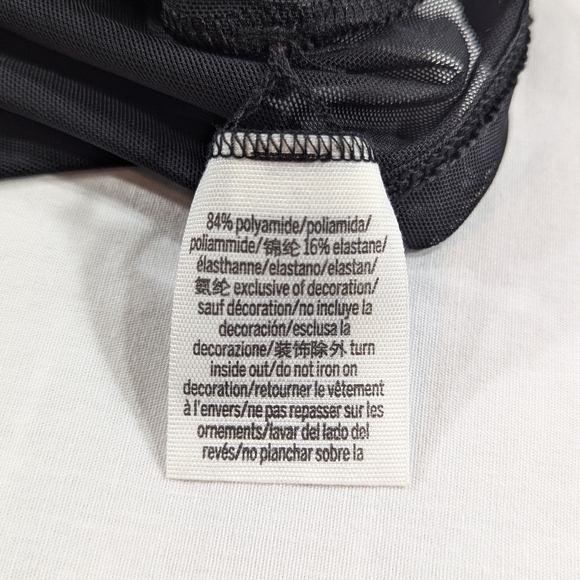 84% polyamide/poliamida/
poliammide/锦纶 16% elastane/
élasthanne/elastano/elastan/
氨纶 exclusive of decoration/
sauf décoration/no incluye la
decoración/esclusa la
decorazione/装饰除外 turn
inside out/do not iron on
decoration/retourner le vêtement
à l'envers/ne pas repasser sur les
ornements/lavar del lado del
revés/no planchar sobre la